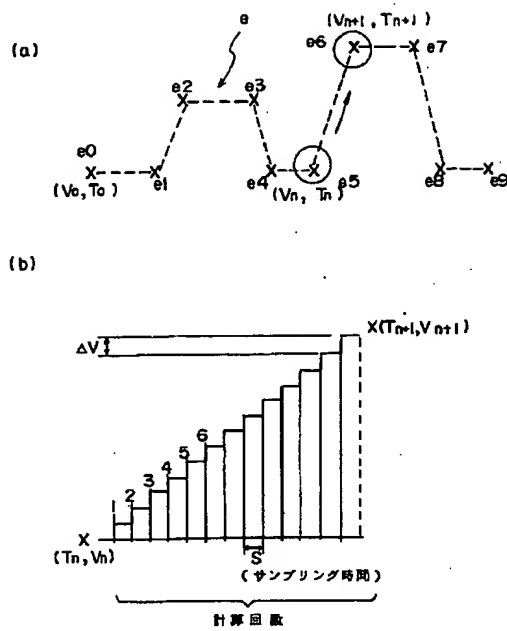 (a)
e
(Vn+1, Tn+1)
e6
e7
e2
e3
e0
(Vo, To)
e1
e4
(Vn, Tn)
e5
e8
e9
(b)
X(Tn+1,Vn+1)
ΔV
1
2
3
4
5
6
X
(Tn,Vn)
S
(サンプリング時間)
計算回数